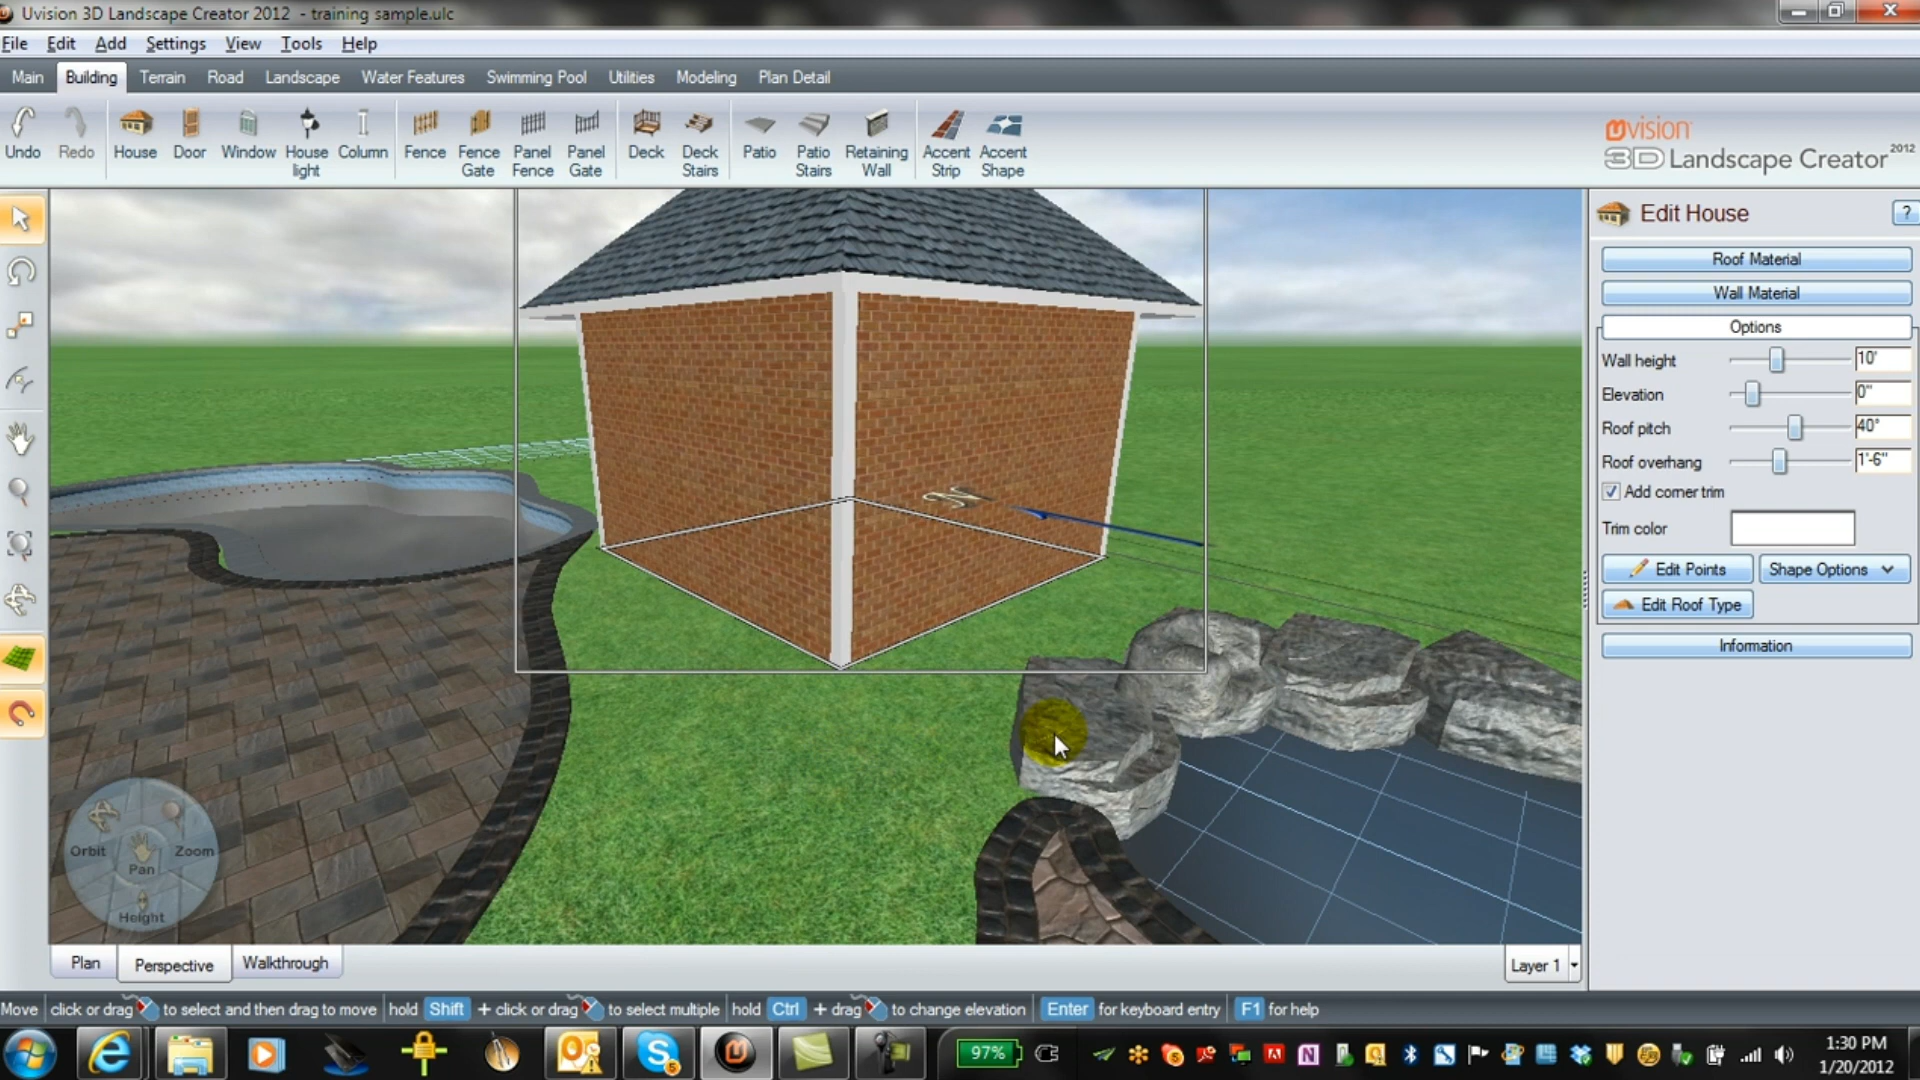 Uvision 3D Landscape Creator 2012 - training sample.ulc
File Edit Add Settings View Tools Help
Main Building Terrain Road Landscape Water Features Swimming Pool Utilities Modeling Plan Detail
Undo Redo House Door Window House light Column Fence Fence Gate Panel Fence Panel Gate Deck Deck Stairs Patio Patio Stairs Retaining Wall Accent Strip Accent Shape
uvision
3D Landscape Creator 2012
Edit House ?
Roof Material
Wall Material
Options
Wall height 10'
Elevation 0"
Roof pitch 40°
Roof overhang 1'-6"
Add corner trim
Trim color
Edit Points Shape Options
Edit Roof Type
Information
N
Orbit Zoom
Pan
Height
Plan Perspective Walkthrough
Layer 1
Move click or drag to select and then drag to move hold Shift + click or drag to select multiple hold Ctrl + drag to change elevation Enter for keyboard entry F1 for help
97%
1:30 PM
1/20/2012